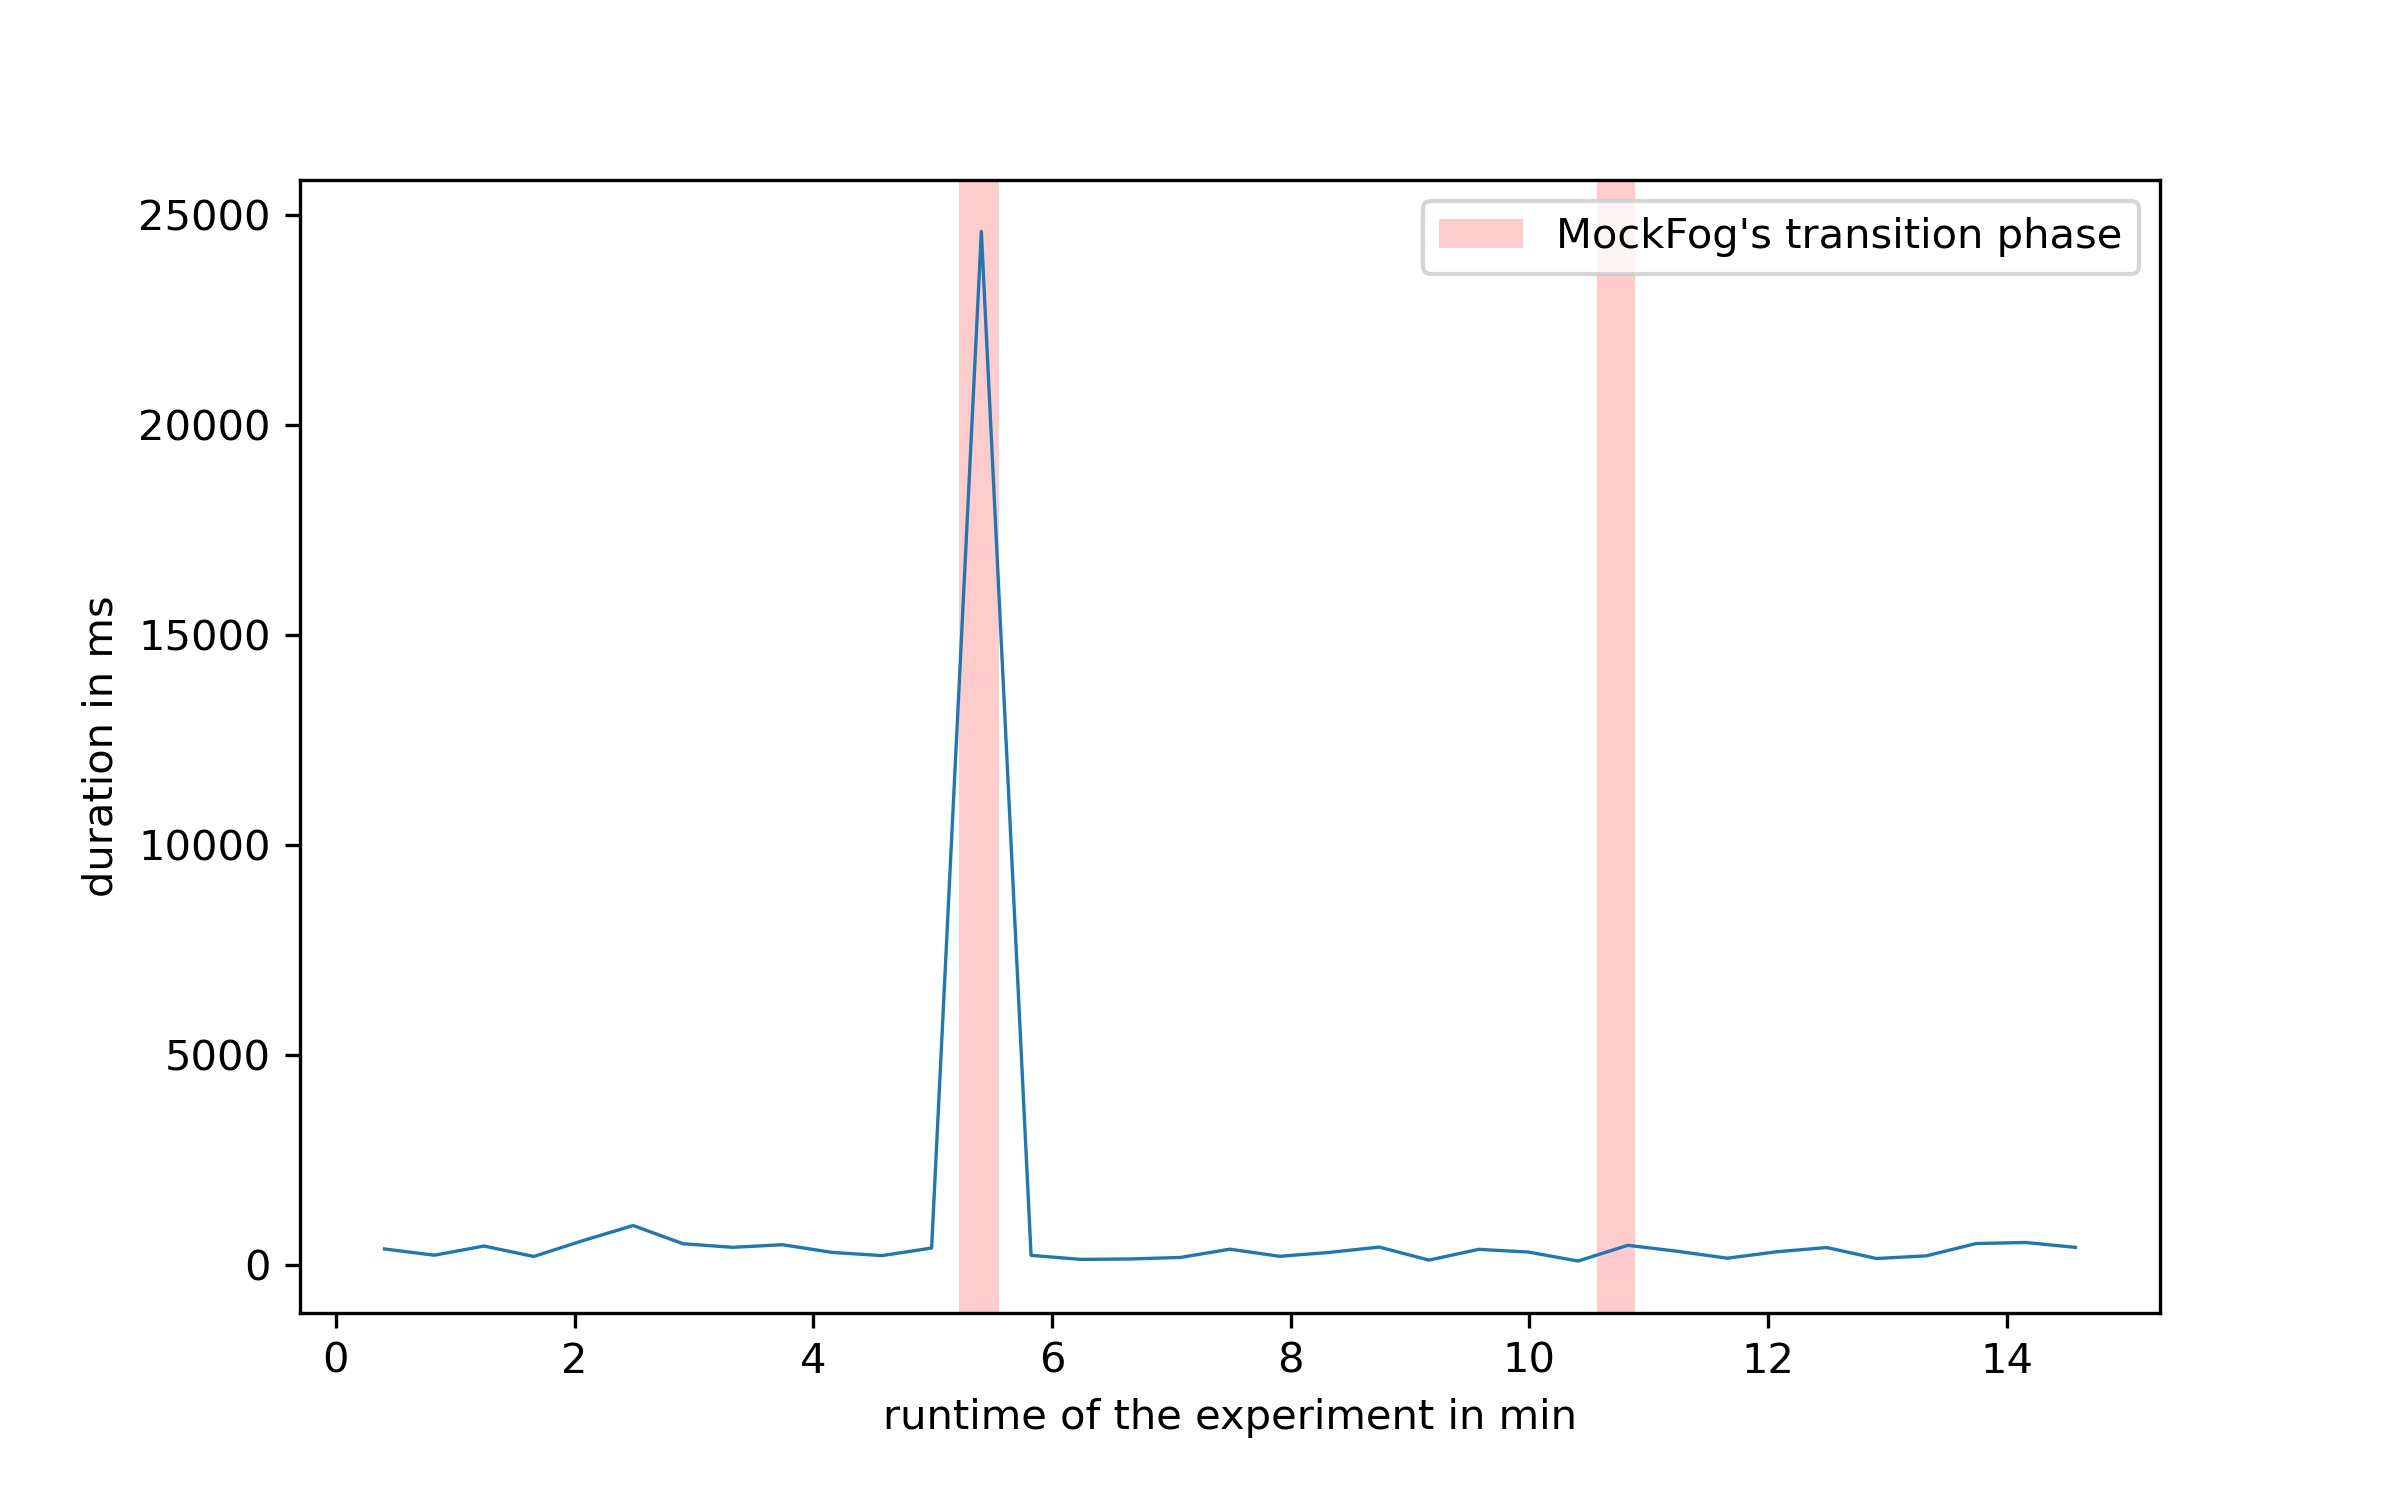 MockFog's transition phase
25000
20000
15000
10000
5000
0
duration in ms
0 2 4 6 8 10 12 14
runtime of the experiment in min